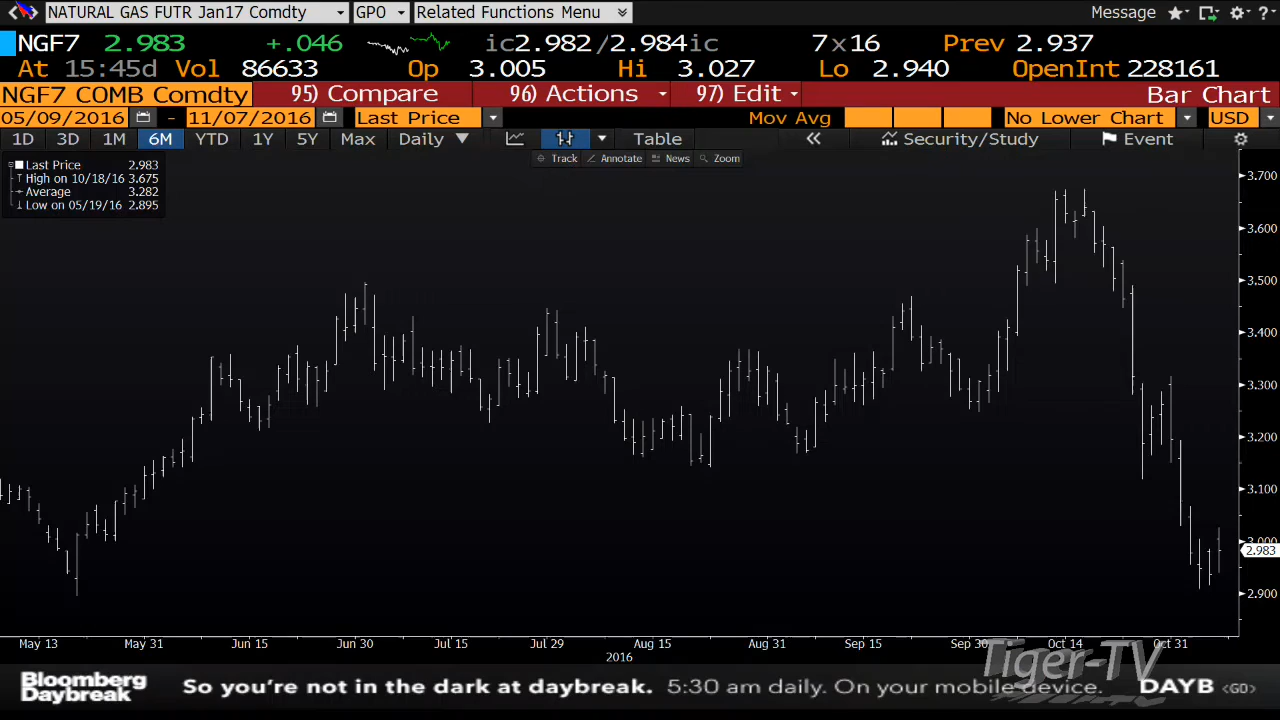 NATURAL GAS FUTR Jan17 Comdty GPO Related Functions Menu Message ?
NGF7 2.983 +.046 ic2.982/2.984ic 7x16 Prev 2.937
At 15:45d Vol 86633 Op 3.005 Hi 3.027 Lo 2.940 OpenInt 228161
NGF7 COMB Comdty 95) Compare 96) Actions 97) Edit Bar Chart
05/09/2016 - 11/07/2016 Last Price Mov Avg No Lower Chart USD
1D 3D 1M 6M YTD 1Y 5Y Max Daily Table « Security/Study Event
Track Annotate News Zoom
Last Price 2.983
High on 10/18/16 3.675
Average 3.282
Low on 05/19/16 2.895
3.700
3.600
3.500
3.400
3.300
3.200
3.100
3.000
2.983
2.900
May 13 May 31 Jun 15 Jun 30 Jul 15 Jul 29 Aug 15 Aug 31 Sep 15 Sep 30 Oct 14 Oct 31
2016
Tiger-TV
Bloomberg
Daybreak
So you're not in the dark at daybreak. 5:30 am daily. On your mobile device. DAYB <GO>